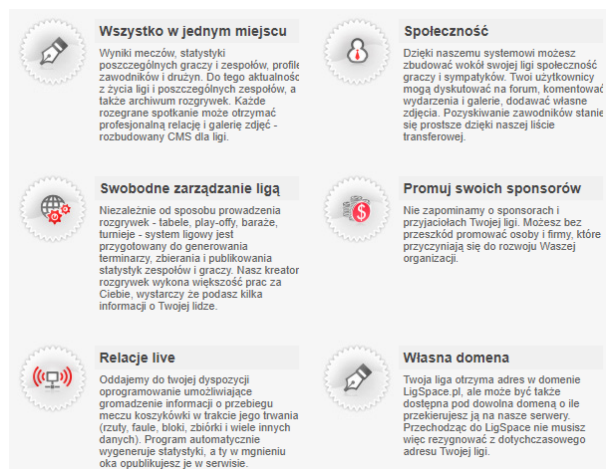 Wszystko w jednym miejscu
Wyniki meczów, statystyki
poszczególnych graczy i zespołów, profile
zawodników i drużyn. Do tego aktualnośc
z życia ligi i poszczególnych zespołów, a
także archiwum rozgrywek. Każde
rozegrane spotkanie może otrzymać
profesjonalną relację i galerię zdjęć -
rozbudowany CMS dla ligi.
Społeczność
Dzięki naszemu systemowi możesz
zbudować wokół swojej ligi społeczność
graczy i sympatyków. Twoi użytkownicy
mogą dyskutować na forum, komentować
wydarzenia i galerie, dodawać własne
zdjęcia. Pozyskiwanie zawodników stanie
się prostsze dzięki naszej liście
transferowej.
Swobodne zarządzanie ligą
Niezależnie od sposobu prowadzenia
rozgrywek - tabele, play-offy, baraże,
turnieje - system ligowy jest
przygotowany do generowania
terminarzy, zbierania i publikowania
statystyk zespołów i graczy. Nasz kreator
rozgrywek wykona większość prac za
Ciebie, wystarczy że podasz kilka
informacji o Twojej lidze.
Promuj swoich sponsorów
Nie zapominamy o sponsorach i
przyjaciołach Twojej ligi. Możesz bez
przeszkód promować osoby i firmy, które
przyczyniają się do rozwoju Waszej
organizacji.
Relacje live
Oddajemy do twojej dyspozycji
oprogramowanie umożliwiające
gromadzenie informacji o przebiegu
meczu koszykówki w trakcie jego trwania
(rzuty, faule, bloki, zbiórki i wiele innych
danych). Program automatycznie
wygeneruje statystyki, a ty w mgnieniu
oka opublikujesz je w serwisie.
Własna domena
Twoja liga otrzyma adres w domenie
LigSpace.pl, ale może być także
dostępna pod dowolna domeną o ile
przekierujesz ją na nasze serwery.
Przechodząc do LigSpace nie musisz
więc rezygnować z dotychczasowego
adresu Twojej ligi.